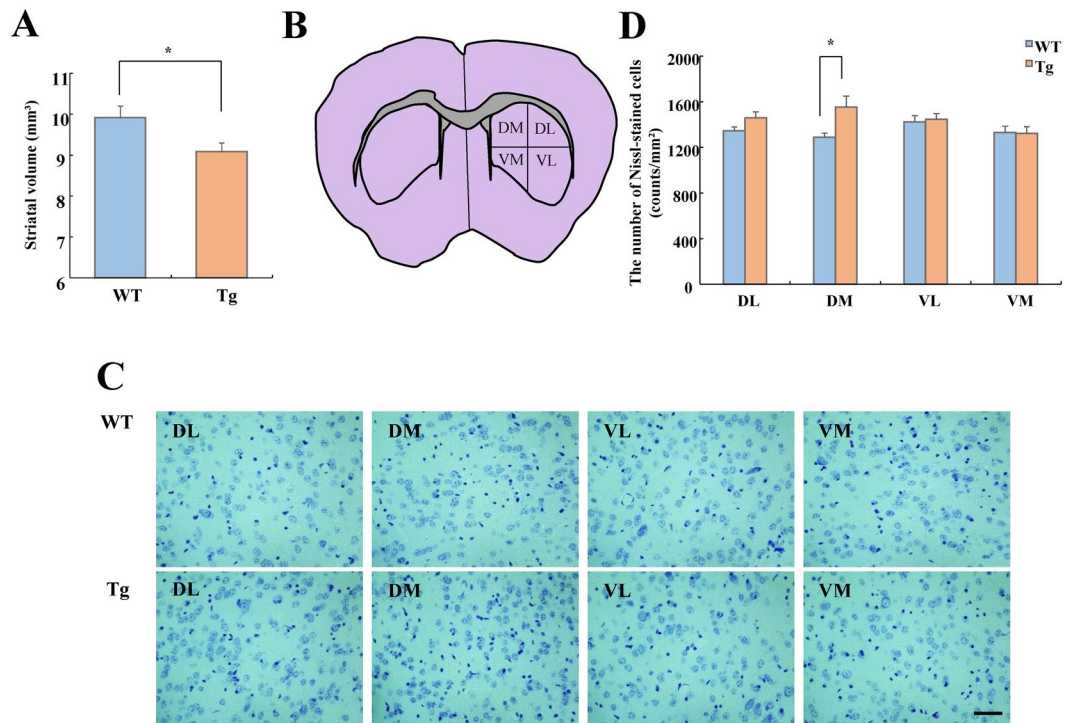 A
*
Striatal volume (mm³)
11
10
9
8
7
6
WT
Tg
B
DM
DL
VM
VL
D
WT
Tg
*
The number of Nissl-stained cells
(counts/mm²)
2000
1600
1200
800
400
0
DL
DM
VL
VM
C
WT
DL
DM
VL
VM
Tg
DL
DM
VL
VM